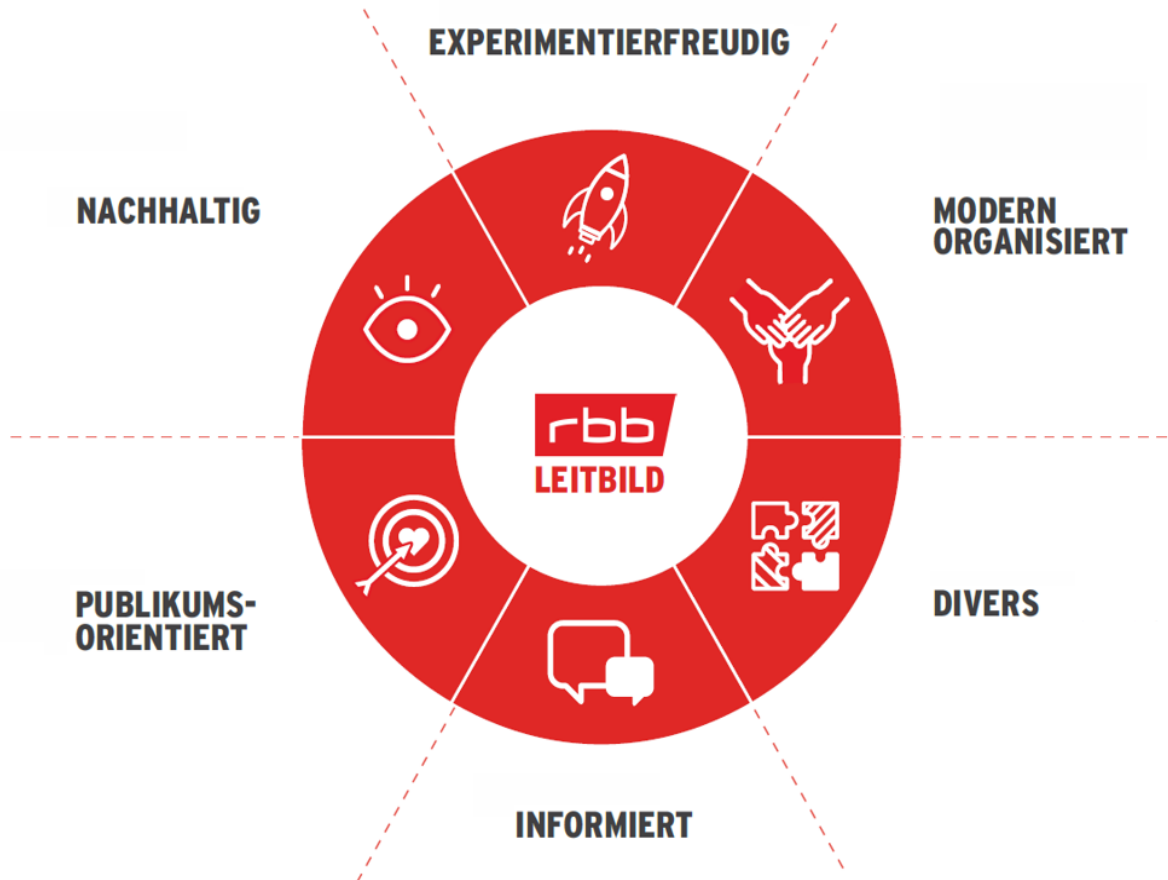 EXPERIMENTIERFREUDIG
NACHHALTIG
MODERN
ORGANISIERT
rbb
LEITBILD
PUBLIKUMS-
ORIENTIERT
DIVERS
INFORMIERT